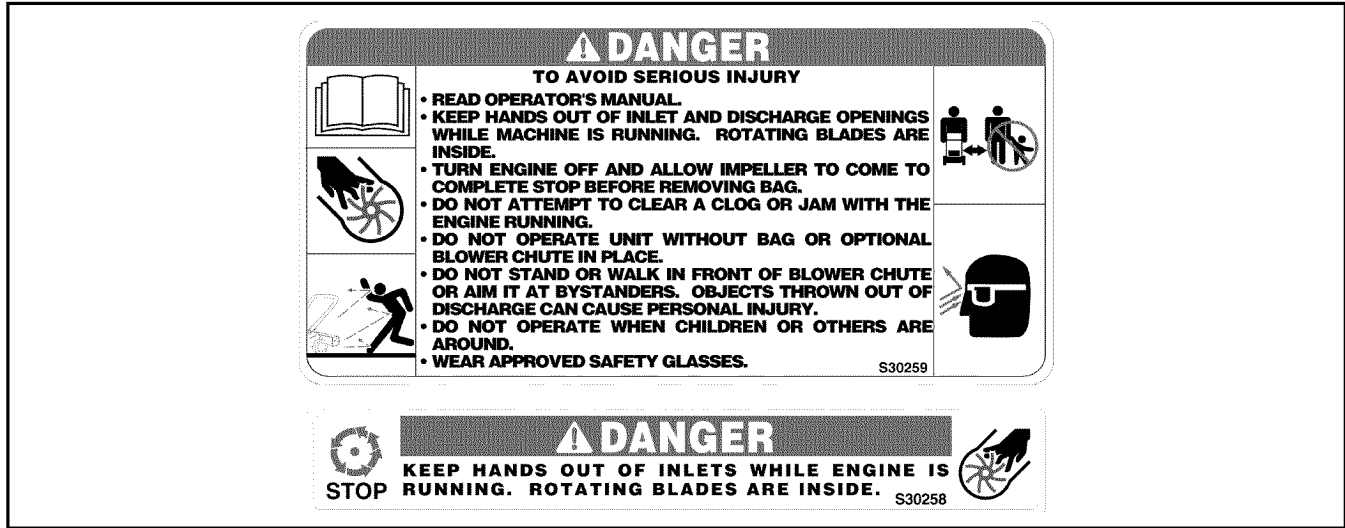 DANGER
TO AVOID SERIOUS INJURY
• READ OPERATOR'S MANUAL.
• KEEP HANDS OUT OF INLET AND DISCHARGE OPENINGS
WHILE MACHINE IS RUNNING. ROTATING BLADES ARE
INSIDE.
• TURN ENGINE OFF AND ALLOW IMPELLER TO COME TO
COMPLETE STOP BEFORE REMOVING BAG.
• DO NOT ATTEMPT TO CLEAR A CLOG OR JAM WITH THE
ENGINE RUNNING.
• DO NOT OPERATE UNIT WITHOUT BAG OR OPTIONAL
BLOWER CHUTE IN PLACE.
• DO NOT STAND OR WALK IN FRONT OF BLOWER CHUTE
OR AIM IT AT BYSTANDERS. OBJECTS THROWN OUT OF
DISCHARGE CAN CAUSE PERSONAL INJURY.
• DO NOT OPERATE WHEN CHILDREN OR OTHERS ARE
AROUND.
• WEAR APPROVED SAFETY GLASSES.
S30259
DANGER
KEEP HANDS OUT OF INLETS WHILE ENGINE IS
RUNNING. ROTATING BLADES ARE INSIDE.
STOP
S30258